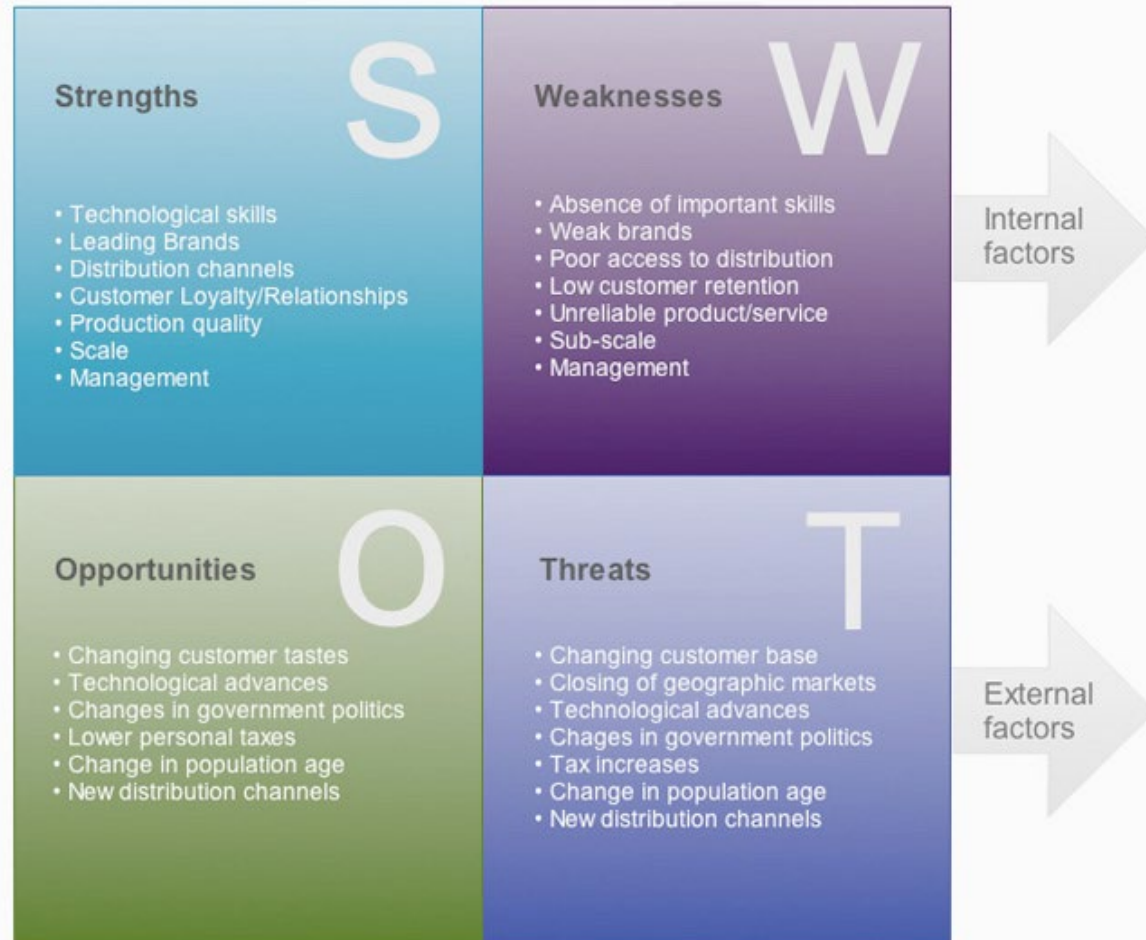 S
Strengths
• Technological skills
• Leading Brands
• Distribution channels
• Customer Loyalty/Relationships
• Production quality
• Scale
• Management
W
Weaknesses
• Absence of important skills
• Weak brands
• Poor access to distribution
• Low customer retention
• Unreliable product/service
• Sub-scale
• Management
Internal
factors
O
Opportunities
• Changing customer tastes
• Technological advances
• Changes in government politics
• Lower personal taxes
• Change in population age
• New distribution channels
T
Threats
• Changing customer base
• Closing of geographic markets
• Technological advances
• Chages in government politics
• Tax increases
• Change in population age
• New distribution channels
External
factors